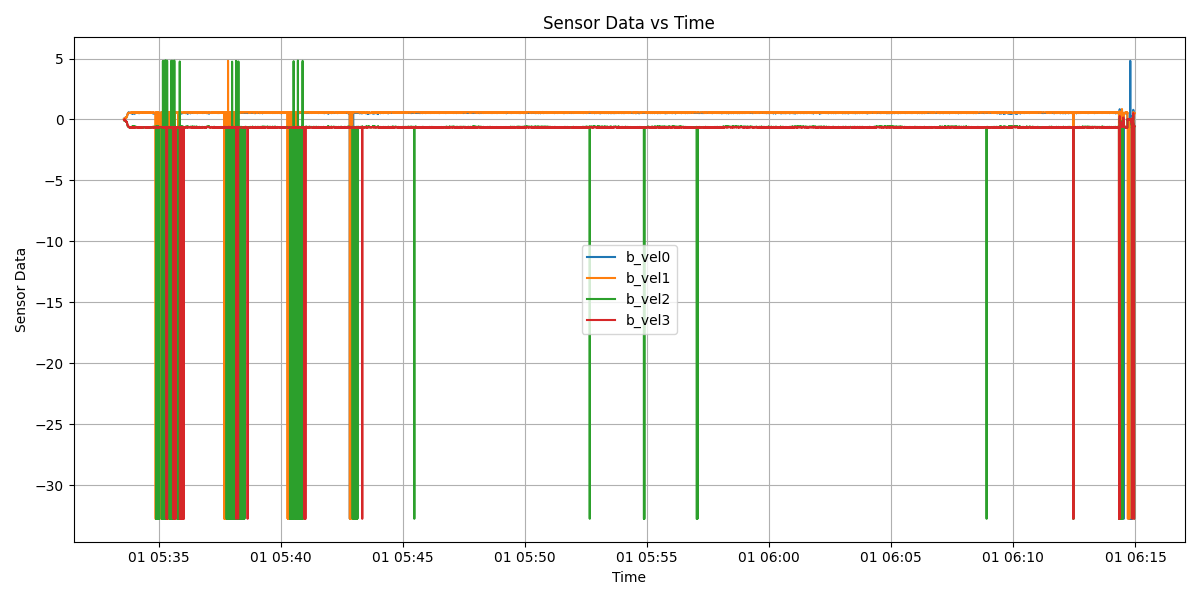 Sensor Data vs Time
Sensor Data
5
0
−5
−10
−15
−20
−25
−30
b_vel0
b_vel1
b_vel2
b_vel3
01 05:35
01 05:40
01 05:45
01 05:50
01 05:55
01 06:00
01 06:05
01 06:10
01 06:15
Time